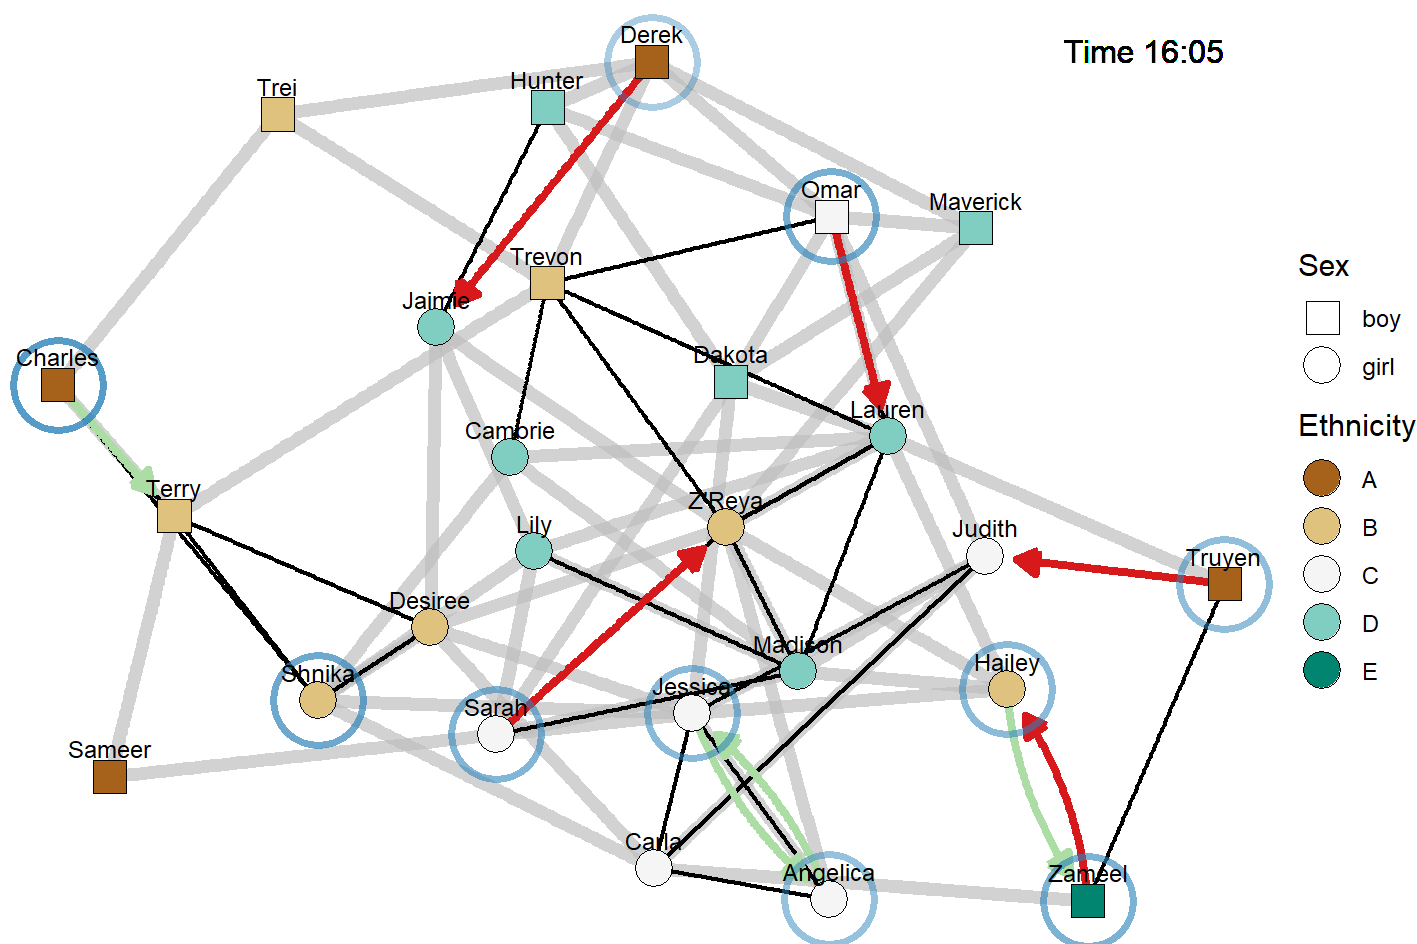 Derek
Time 16:05
Trei
Hunter
Omar
Maverick
Trevon
Jaimie
Sex
boy
girl
Charles
Dakota
Lauren
Cambrie
Ethnicity
A
B
C
D
E
Terry
Z'Reya
Lily
Judith
Truyen
Desiree
Madison
Hailey
Shnika
Jessica
Sarah
Sameer
Carla
Angelica
Zameel